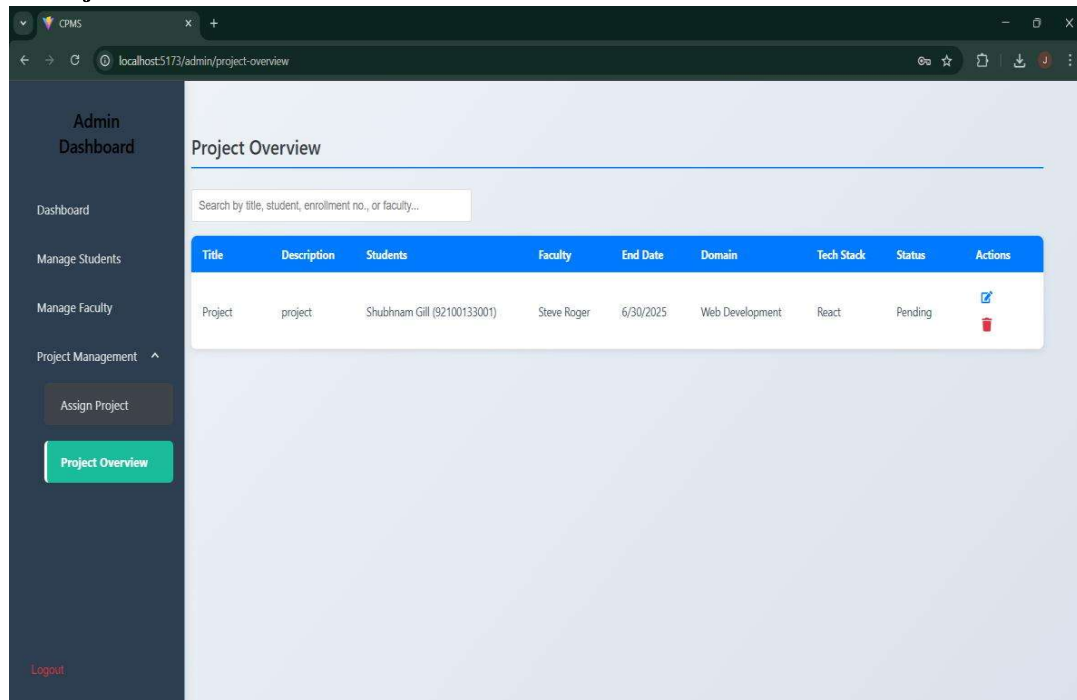 CPMS
localhost:5173/admin/project-overview
J
Admin
Dashboard
Dashboard
Manage Students
Manage Faculty
Project Management
Assign Project
Project Overview
Logout
Project Overview
Search by title, student, enrollment no., or faculty...
Title Description Students Faculty End Date Domain Tech Stack Status Actions
Project project Shubhnam Gill (92100133001) Steve Roger 6/30/2025 Web Development React Pending